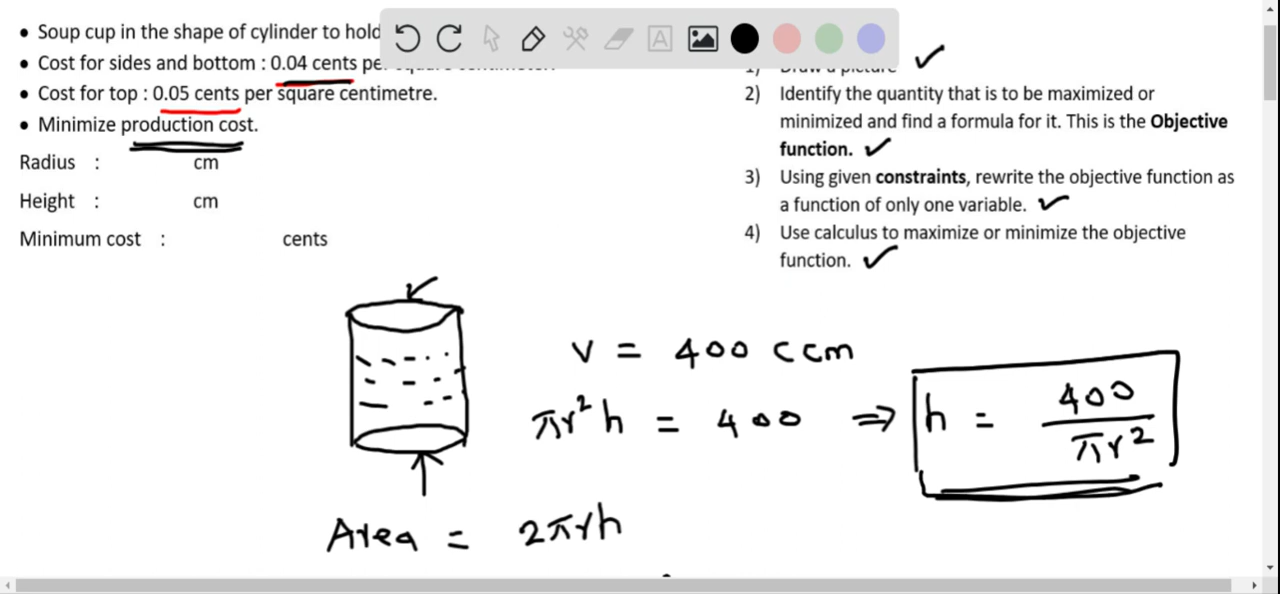 • Soup cup in the shape of cylinder to hold
• Cost for sides and bottom : 0.04 cents pe
• Cost for top : 0.05 cents per square centimetre.
• Minimize production cost.
Radius : cm
Height : cm
Minimum cost : cents
A
1) Draw a picture
2) Identify the quantity that is to be maximized or
minimized and find a formula for it. This is the Objective
function.
3) Using given constraints, rewrite the objective function as
a function of only one variable.
4) Use calculus to maximize or minimize the objective
function.
V = 400 ccm
πr²h = 400 ⇒ h = 400/πr²
Area = 2πrh